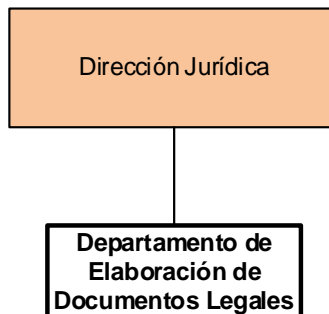 Dirección Jurídica
Departamento de
Elaboración de
Documentos Legales